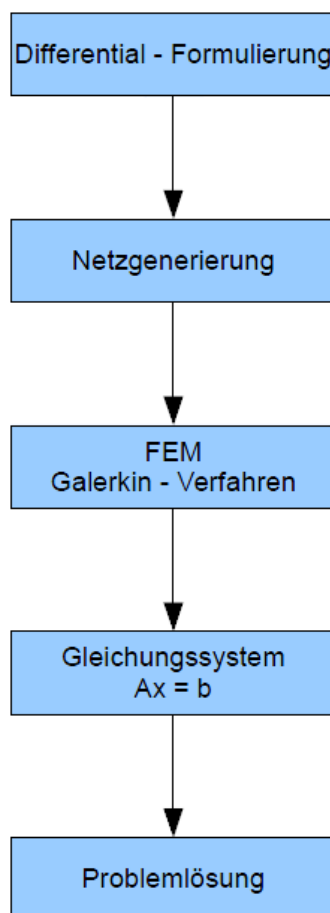 Differential - Formulierung
Netzgenerierung
FEM
Galerkin - Verfahren
Gleichungssystem
Ax = b
Problemlösung